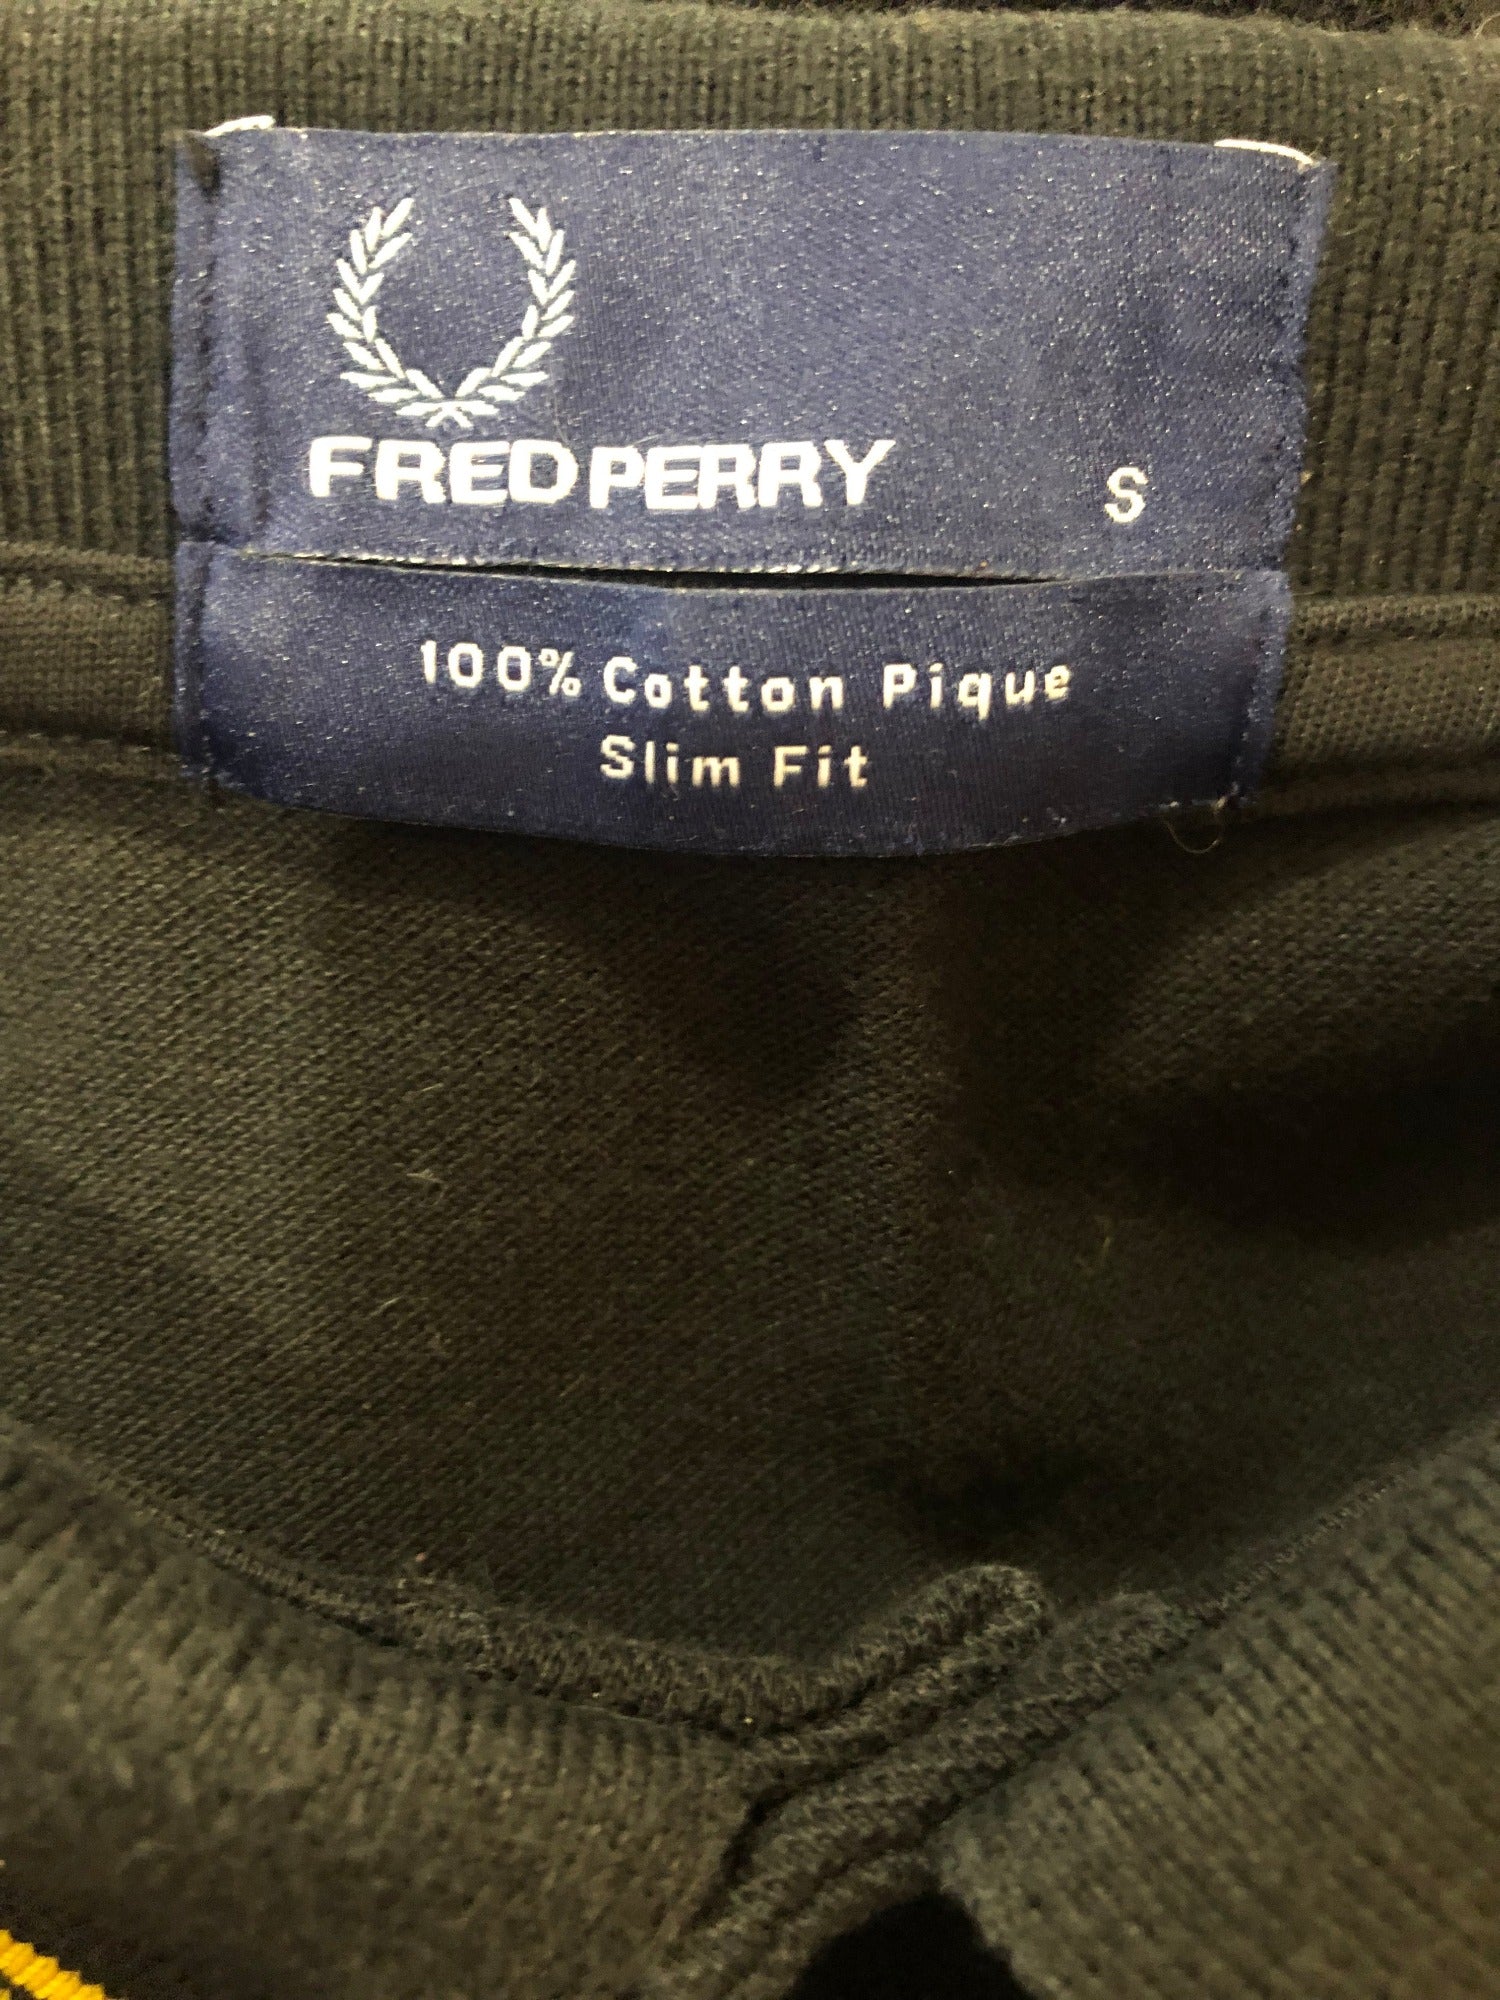 FRED PERRY S
100% Cotton Pique
Slim Fit